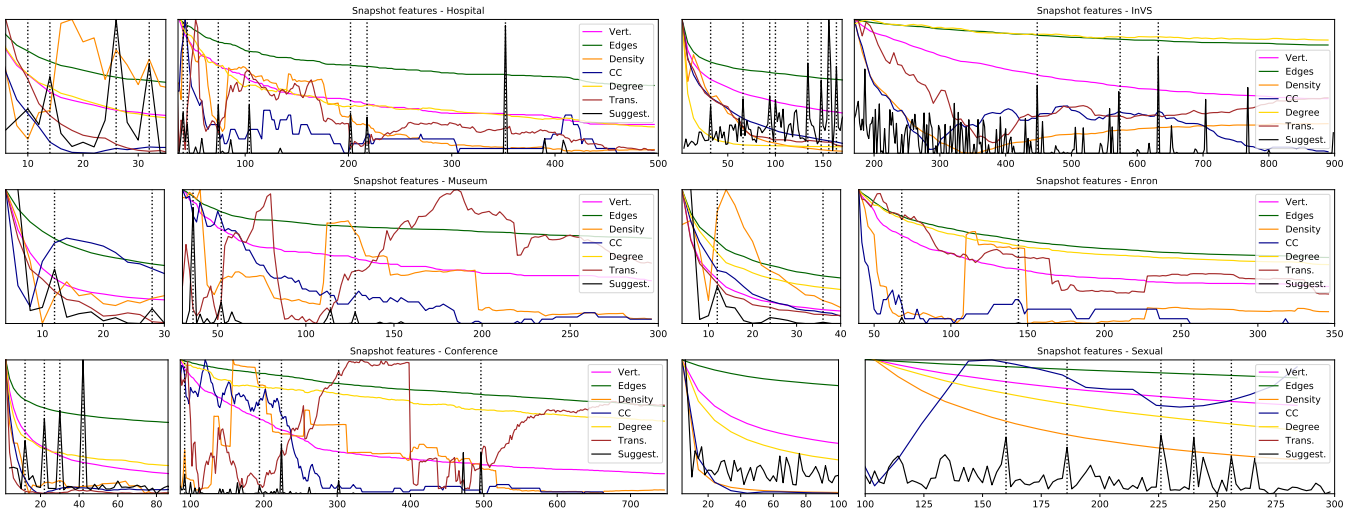 Snapshot features - Hospital
Vert.
Edges
Density
CC
Degree
Trans.
Suggest.
10 20 30
100 200 300 400 500
Snapshot features - InVS
Vert.
Edges
Density
CC
Degree
Trans.
Suggest.
50 100 150
200 300 400 500 600 700 800 900
Snapshot features - Museum
Vert.
Edges
Density
CC
Degree
Trans.
Suggest.
10 20 30
50 100 150 200 250 300
Snapshot features - Enron
Vert.
Edges
Density
CC
Degree
Trans.
Suggest.
10 20 30 40
50 100 150 200 250 300 350
Snapshot features - Conference
Vert.
Edges
Density
CC
Degree
Trans.
Suggest.
0 20 40 60 80
100 200 300 400 500 600 700
Snapshot features - Sexual
Vert.
Edges
Density
CC
Degree
Trans.
Suggest.
20 40 60 80 100
100 125 150 175 200 225 250 275 300